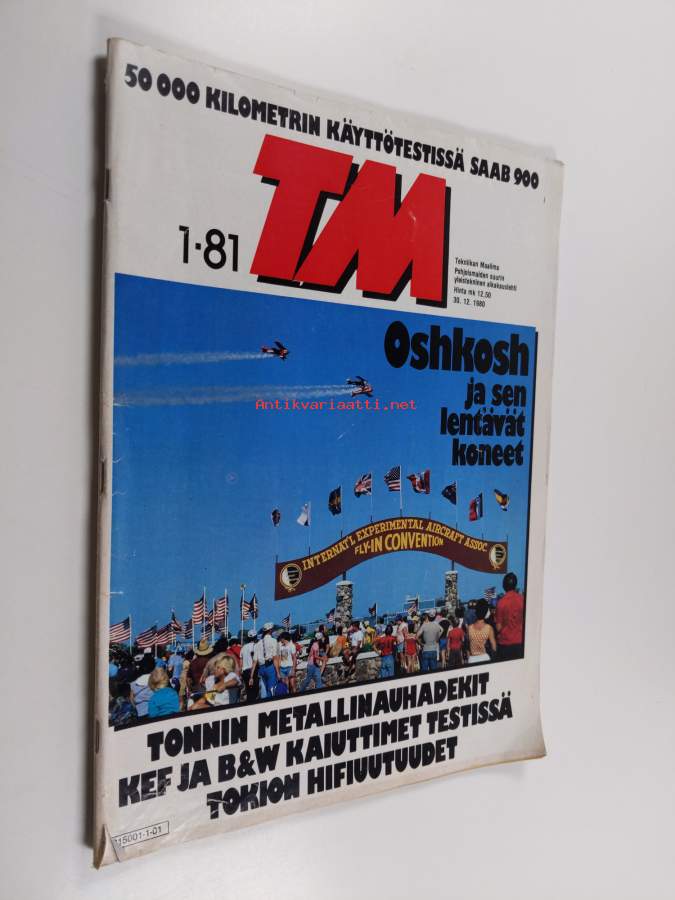 50 000 KILOMETRIN KÄYTTÖTESTISSÄ SAAB 900
TM
1·81
Tekniikan Maailma
Pohjoismaiden suurin
yleistekninen aikakauslehti
Hinta mk 12,50
30. 12. 1980
Oshkosh
ja sen
lentävät
koneet
Antikvariaatti.net
INTERNAT'L EXPERIMENTAL AIRCRAFT ASSOC.
FLY-IN CONVENTION
TONNIN METALLINAUHADEKIT
KEF JA B&W KAIUTTIMET TESTISSÄ
TOKION HIFIUUTUUDET
15001-1-01